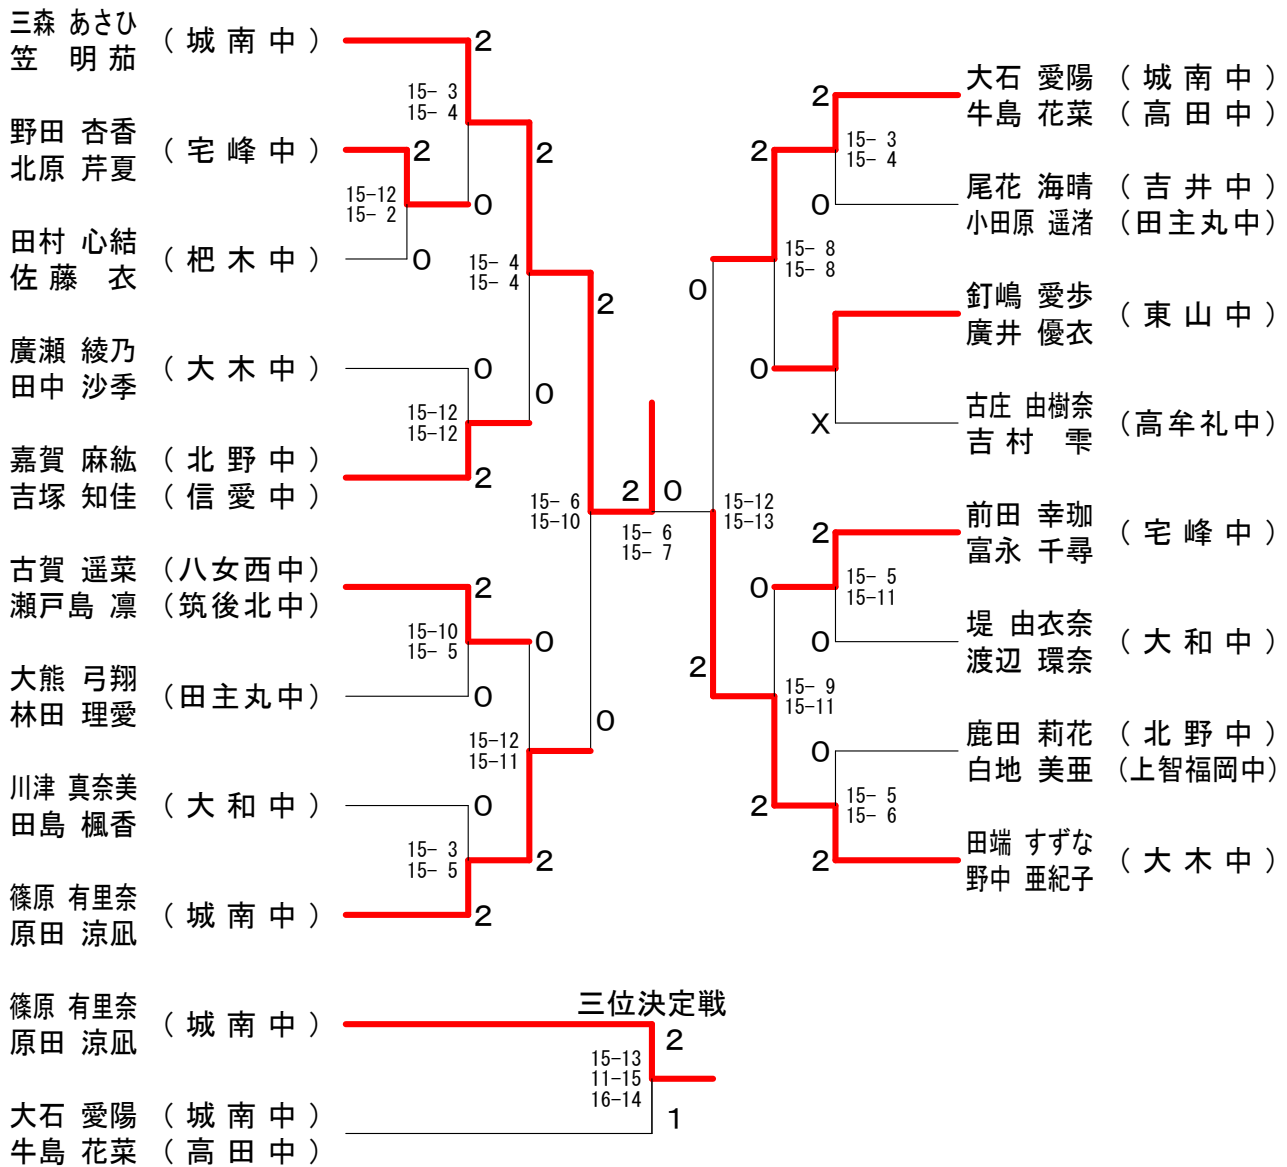 三森 あさひ
笠 明茄
(城南中)
2
15- 3
15- 4
野田 杏香
北原 芹夏
(宅峰中)
2
2
15-12
15- 2
0
田村 心結
佐藤 衣
(杷木中)
0
15- 4
15- 4
2
廣瀬 綾乃
田中 沙季
(大木中)
0
0
15-12
15-12
嘉賀 麻紘 (北野中)
吉塚 知佳 (信愛中)
2
15- 6
15-10
古賀 遥菜 (八女西中)
瀬戸島 凛 (筑後北中)
2
15-10
15- 5
0
大熊 弓翔
林田 理愛
(田主丸中)
0
0
15-12
15-11
川津 真奈美
田島 楓香
(大和中)
0
15- 3
15- 5
2
篠原 有里奈
原田 涼凪
(城南中)
2
2
0
15- 6
15- 7
大石 愛陽 (城南中)
牛島 花菜 (高田中)
2
15- 3
15- 4
2
尾花 海晴 (吉井中)
小田原 遥渚 (田主丸中)
0
15- 8
15- 8
0
釘嶋 愛歩
廣井 優衣
(東山中)
0
古庄 由樹奈
吉村 雫
(高牟礼中)
X
15-12
15-13
前田 幸珈
富永 千尋
(宅峰中)
2
15- 5
15-11
0
堤 由衣奈
渡辺 環奈
(大和中)
0
2
15- 9
15-11
鹿田 莉花 (北野中)
白地 美亜 (上智福岡中)
0
15- 5
15- 6
2
田端 すずな
野中 亜紀子
(大木中)
2
三位決定戦
篠原 有里奈
原田 涼凪
(城南中)
2
15-13
11-15
16-14
大石 愛陽 (城南中)
牛島 花菜 (高田中)
1